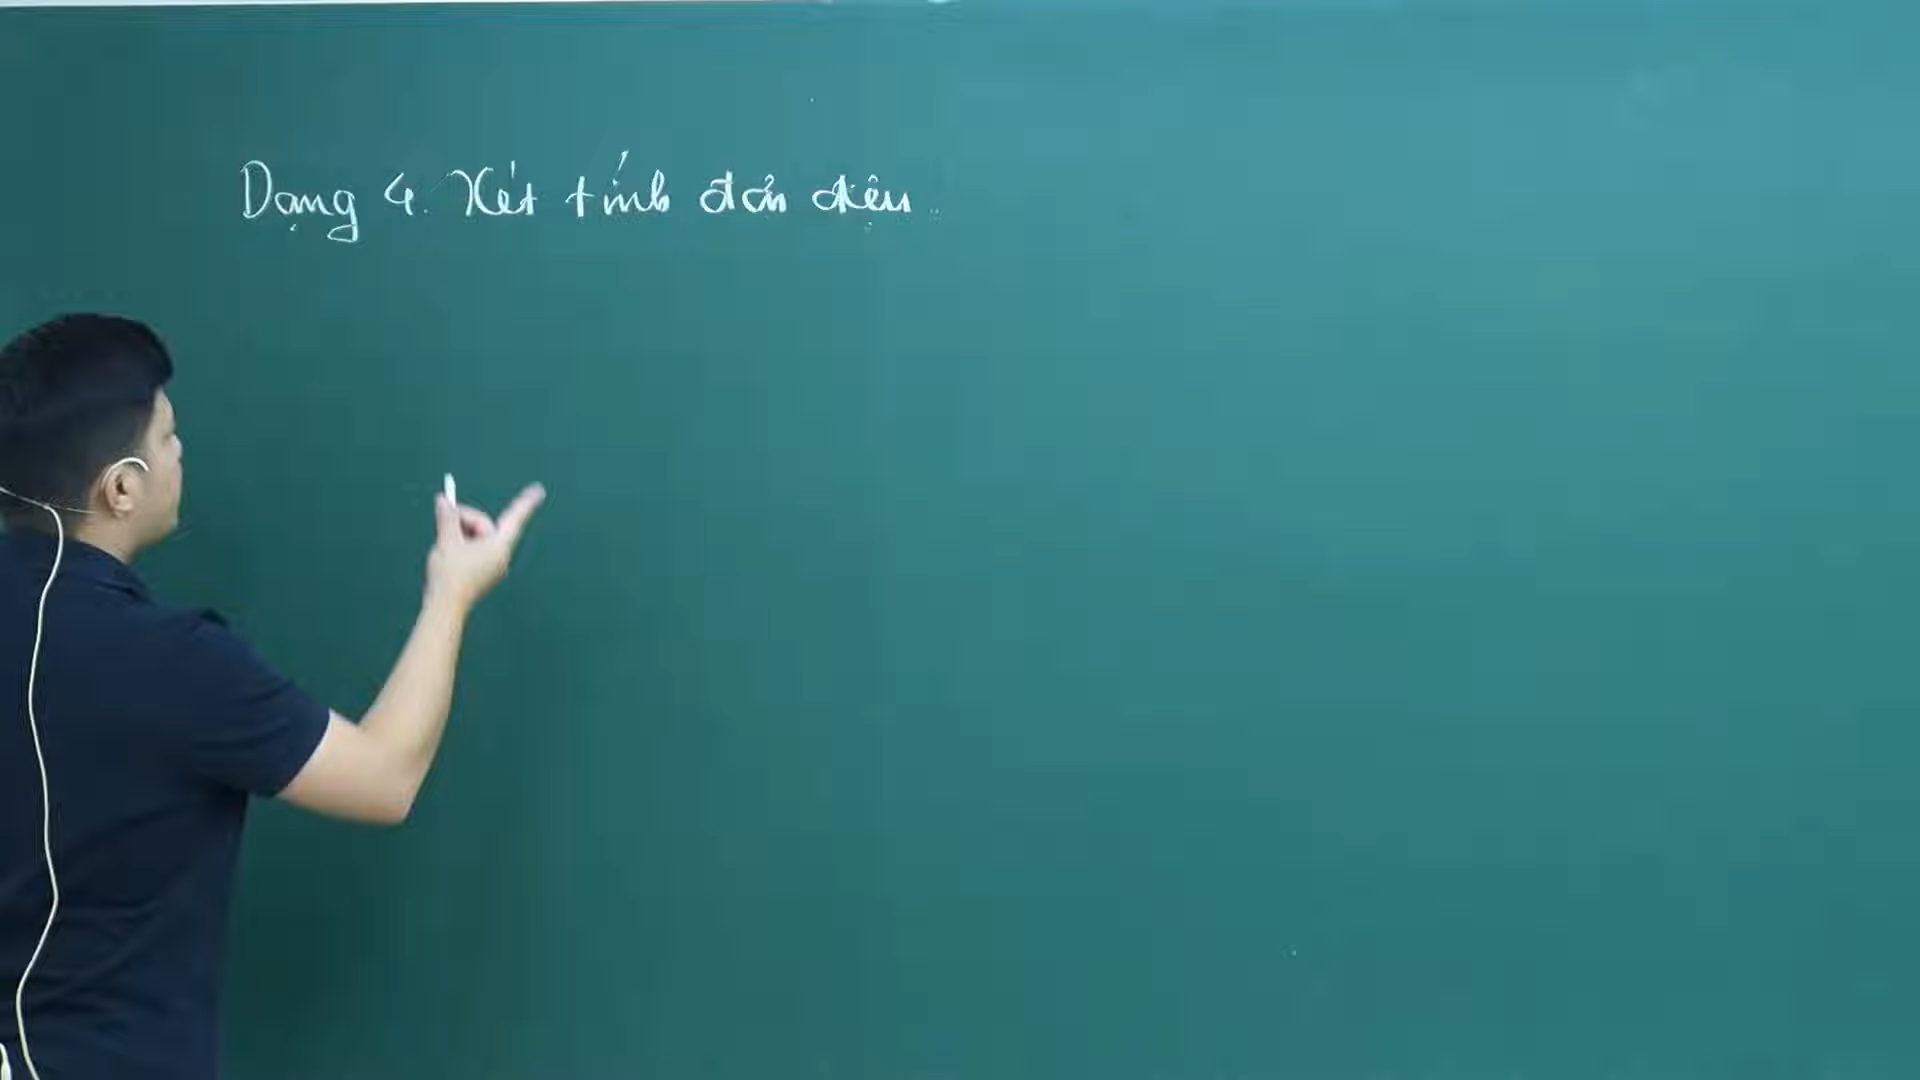 Dạng 4. Xét tính đơn điệu